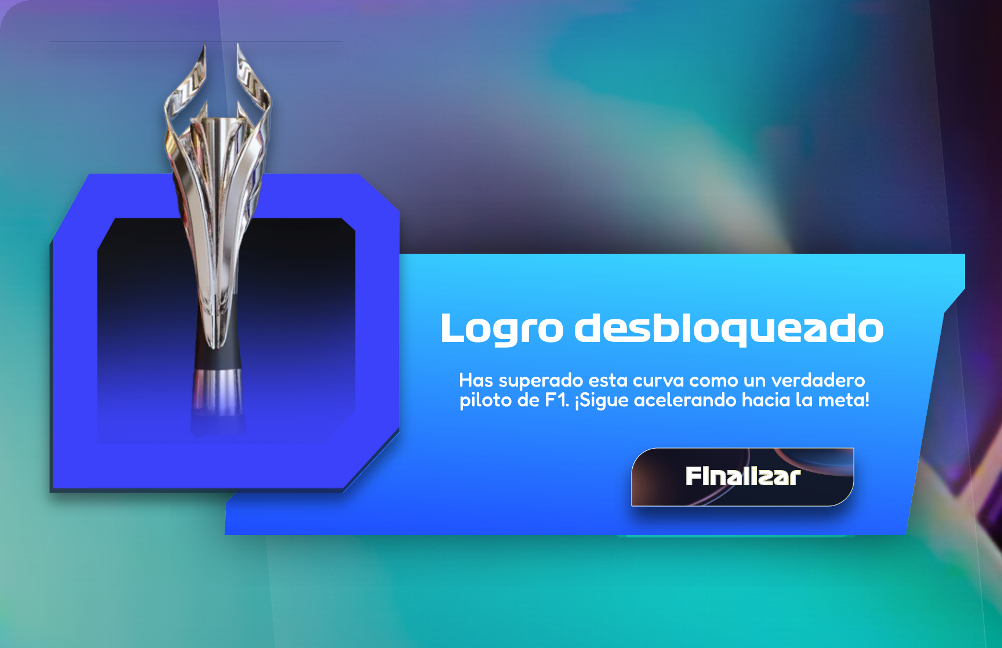 Logro desbloqueado
Has superado esta curva como un verdadero
piloto de F1. ¡Sigue acelerando hacia la meta!
Finalizar